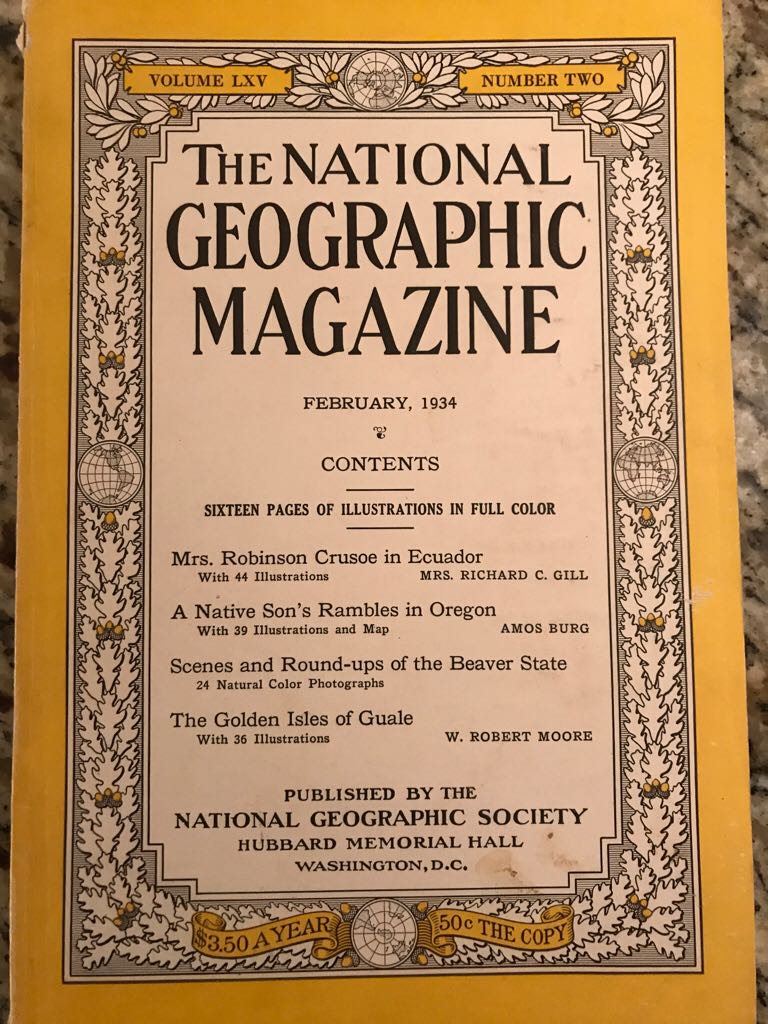 VOLUME LXV NUMBER TWO
THE NATIONAL
GEOGRAPHIC
MAGAZINE
FEBRUARY, 1934
CONTENTS
SIXTEEN PAGES OF ILLUSTRATIONS IN FULL COLOR
Mrs. Robinson Crusoe in Ecuador
With 44 Illustrations MRS. RICHARD C. GILL
A Native Son's Rambles in Oregon
With 39 Illustrations and Map AMOS BURG
Scenes and Round-ups of the Beaver State
24 Natural Color Photographs
The Golden Isles of Guale
With 36 Illustrations W. ROBERT MOORE
PUBLISHED BY THE
NATIONAL GEOGRAPHIC SOCIETY
HUBBARD MEMORIAL HALL
WASHINGTON, D.C.
$3.50 A YEAR 50c THE COPY